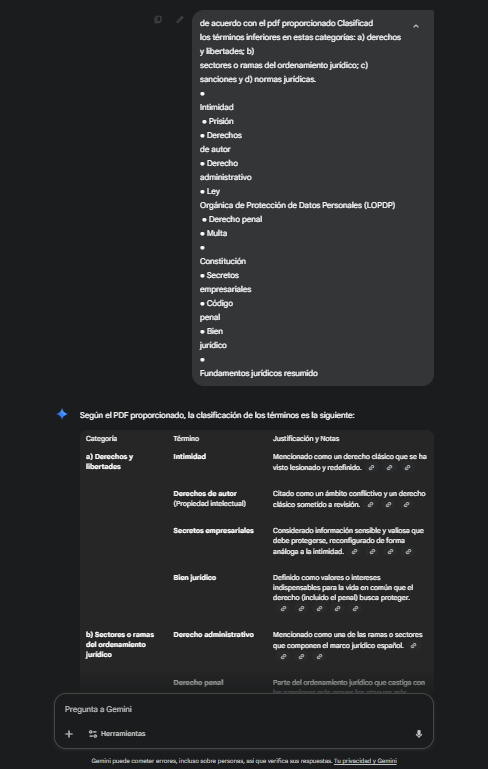 de acuerdo con el pdf proporcionado Clasificad
los términos inferiores en estas categorías: a) derechos
y libertades; b)
sectores o ramas del ordenamiento jurídico; c)
sanciones y d) normas jurídicas.
●
Intimidad
● Prisión
● Derechos
de autor
● Derecho
administrativo
● Ley
Orgánica de Protección de Datos Personales (LOPDP)
● Derecho penal
● Multa
●
Constitución
● Secretos
empresariales
● Código
penal
● Bien
jurídico
●
Fundamentos jurídicos resumido
Según el PDF proporcionado, la clasificación de los términos es la siguiente:
Categoría Término Justificación y Notas
a) Derechos y
libertades
Intimidad
Mencionado como un derecho clásico que se ha
visto lesionado y redefinido.
Derechos de autor
(Propiedad intelectual)
Citado como un ámbito conflictivo y un derecho
clásico sometido a revisión.
Secretos empresariales
Considerado información sensible y valiosa que
debe protegerse, reconfigurado de forma
análoga a la intimidad.
Bien jurídico
Definido como valores o intereses
indispensables para la vida en común que el
derecho (incluido el penal) busca proteger.
b) Sectores o ramas
del ordenamiento
jurídico
Derecho administrativo
Mencionado como una de las ramas o sectores
que componen el marco jurídico español.
Derecho penal
Parte del ordenamiento jurídico que castiga con
Pregunta a Gemini
Herramientas
Gemini puede cometer errores, incluso sobre personas, así que verifica sus respuestas. Tu privacidad y Gemini